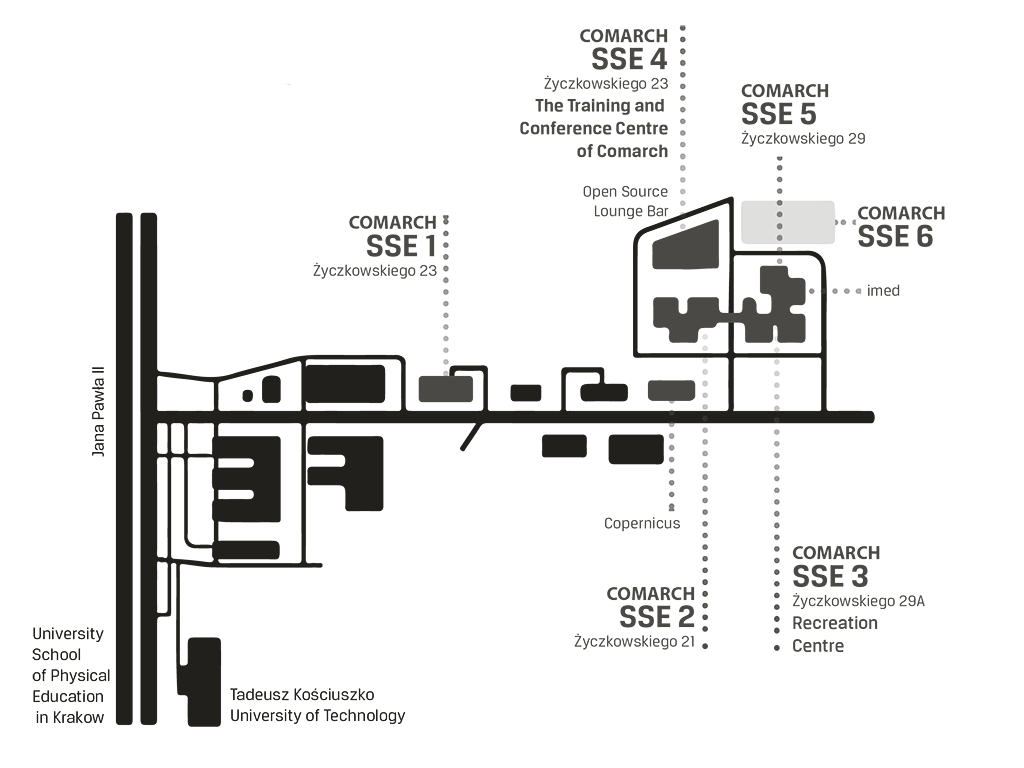 COMARCH
SSE 4
Życzkowskiego 23
The Training and
Conference Centre
of Comarch
Open Source
Lounge Bar
COMARCH
SSE 5
Życzkowskiego 29
COMARCH
SSE 6
imed
COMARCH
SSE 1
Życzkowskiego 23
Jana Pawła II
Copernicus
COMARCH
SSE 2
Życzkowskiego 21
COMARCH
SSE 3
Życzkowskiego 29A
Recreation
Centre
University
School
of Physical
Education
in Krakow
Tadeusz Kościuszko
University of Technology